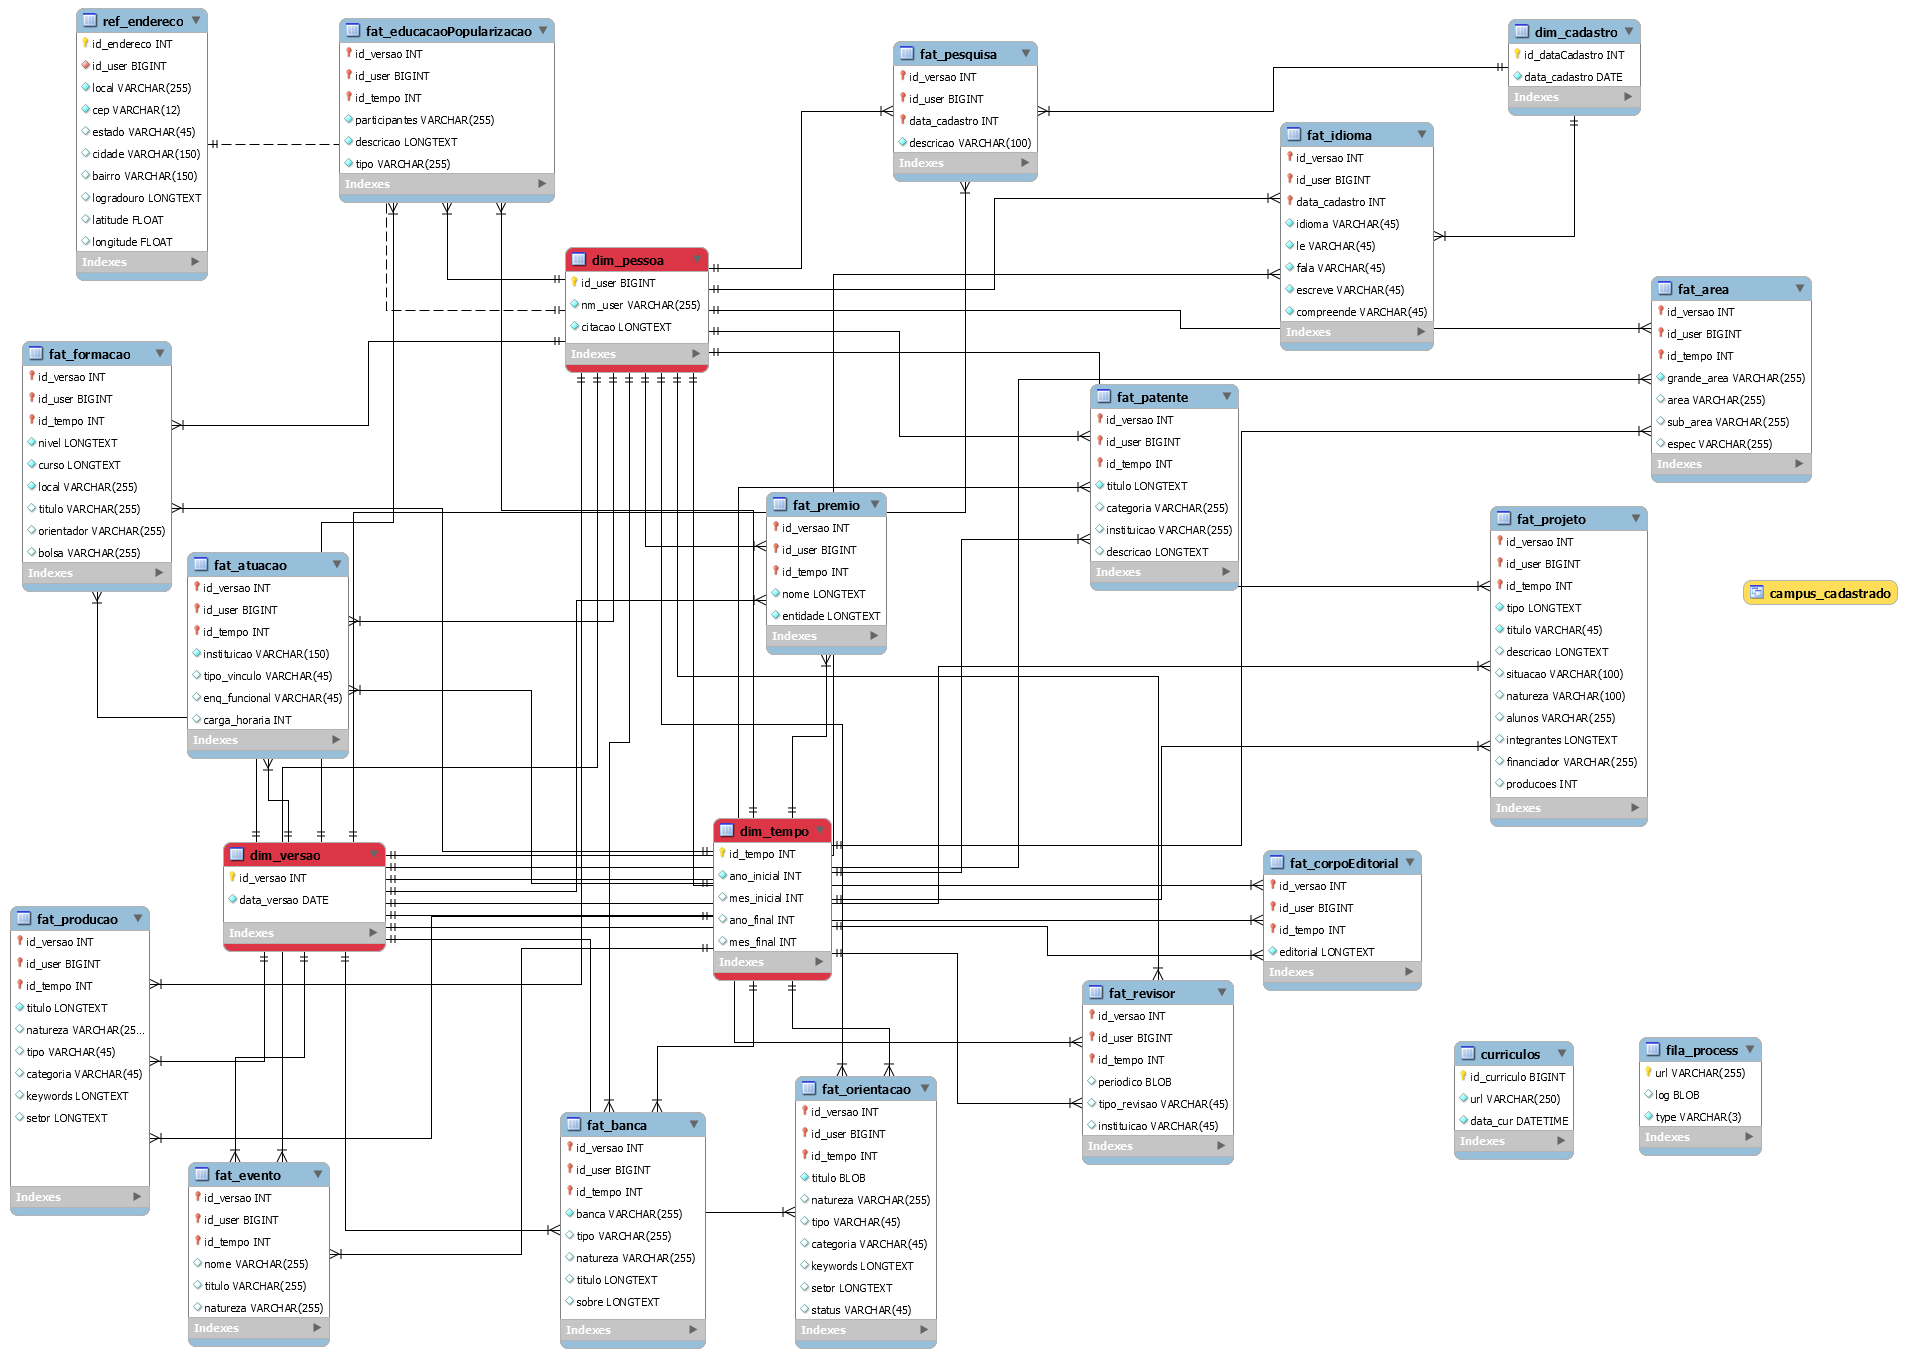 ref_endereco
id_endereco INT
id_user BIGINT
local VARCHAR(255)
cep VARCHAR(12)
estado VARCHAR(45)
cidade VARCHAR(150)
bairro VARCHAR(150)
logradouro LONGTEXT
latitude FLOAT
longitude FLOAT
Indexes
fat_educacaoPopularizacao
id_versao INT
id_user BIGINT
id_tempo INT
participantes VARCHAR(255)
descricao LONGTEXT
tipo VARCHAR(255)
Indexes
fat_pesquisa
id_versao INT
id_user BIGINT
data_cadastro INT
descricao VARCHAR(100)
Indexes
dim_cadastro
id_dataCadastro INT
data_cadastro DATE
Indexes
fat_idioma
id_versao INT
id_user BIGINT
data_cadastro INT
idioma VARCHAR(45)
le VARCHAR(45)
fala VARCHAR(45)
escreve VARCHAR(45)
compreende VARCHAR(45)
Indexes
dim_pessoa
id_user BIGINT
nm_user VARCHAR(255)
citacao LONGTEXT
Indexes
fat_area
id_versao INT
id_user BIGINT
id_tempo INT
grande_area VARCHAR(255)
area VARCHAR(255)
sub_area VARCHAR(255)
espec VARCHAR(255)
Indexes
fat_formacao
id_versao INT
id_user BIGINT
id_tempo INT
nivel LONGTEXT
curso LONGTEXT
local VARCHAR(255)
titulo VARCHAR(255)
orientador VARCHAR(255)
bolsa VARCHAR(255)
Indexes
fat_patente
id_versao INT
id_user BIGINT
id_tempo INT
titulo LONGTEXT
categoria VARCHAR(255)
instituicao VARCHAR(255)
descricao LONGTEXT
Indexes
fat_premio
id_versao INT
id_user BIGINT
id_tempo INT
nome LONGTEXT
entidade LONGTEXT
Indexes
fat_projeto
id_versao INT
id_user BIGINT
id_tempo INT
tipo LONGTEXT
titulo VARCHAR(45)
descricao LONGTEXT
situacao VARCHAR(100)
natureza VARCHAR(100)
alunos VARCHAR(255)
integrantes LONGTEXT
financiador VARCHAR(255)
producoes INT
Indexes
campus_cadastrado
fat_atuacao
id_versao INT
id_user BIGINT
id_tempo INT
instituicao VARCHAR(150)
tipo_vinculo VARCHAR(45)
enq_funcional VARCHAR(45)
carga_horaria INT
Indexes
dim_versao
id_versao INT
data_versao DATE
Indexes
dim_tempo
id_tempo INT
ano_inicial INT
mes_inicial INT
ano_final INT
mes_final INT
Indexes
fat_corpoEditorial
id_versao INT
id_user BIGINT
id_tempo INT
editorial LONGTEXT
Indexes
fat_producao
id_versao INT
id_user BIGINT
id_tempo INT
titulo LONGTEXT
natureza VARCHAR(25...
tipo VARCHAR(45)
categoria VARCHAR(45)
keywords LONGTEXT
setor LONGTEXT
Indexes
fat_revisor
id_versao INT
id_user BIGINT
id_tempo INT
periodico BLOB
tipo_revisao VARCHAR(45)
instituicao VARCHAR(45)
Indexes
curriculos
id_curriculo BIGINT
url VARCHAR(250)
data_cur DATETIME
Indexes
fila_process
url VARCHAR(255)
log BLOB
type VARCHAR(3)
Indexes
fat_evento
id_versao INT
id_user BIGINT
id_tempo INT
nome VARCHAR(255)
titulo VARCHAR(255)
natureza VARCHAR(255)
Indexes
fat_banca
id_versao INT
id_user BIGINT
id_tempo INT
banca VARCHAR(255)
tipo VARCHAR(255)
natureza VARCHAR(255)
titulo LONGTEXT
sobre LONGTEXT
Indexes
fat_orientacao
id_versao INT
id_user BIGINT
id_tempo INT
titulo BLOB
natureza VARCHAR(255)
tipo VARCHAR(45)
categoria VARCHAR(45)
keywords LONGTEXT
setor LONGTEXT
status VARCHAR(45)
Indexes